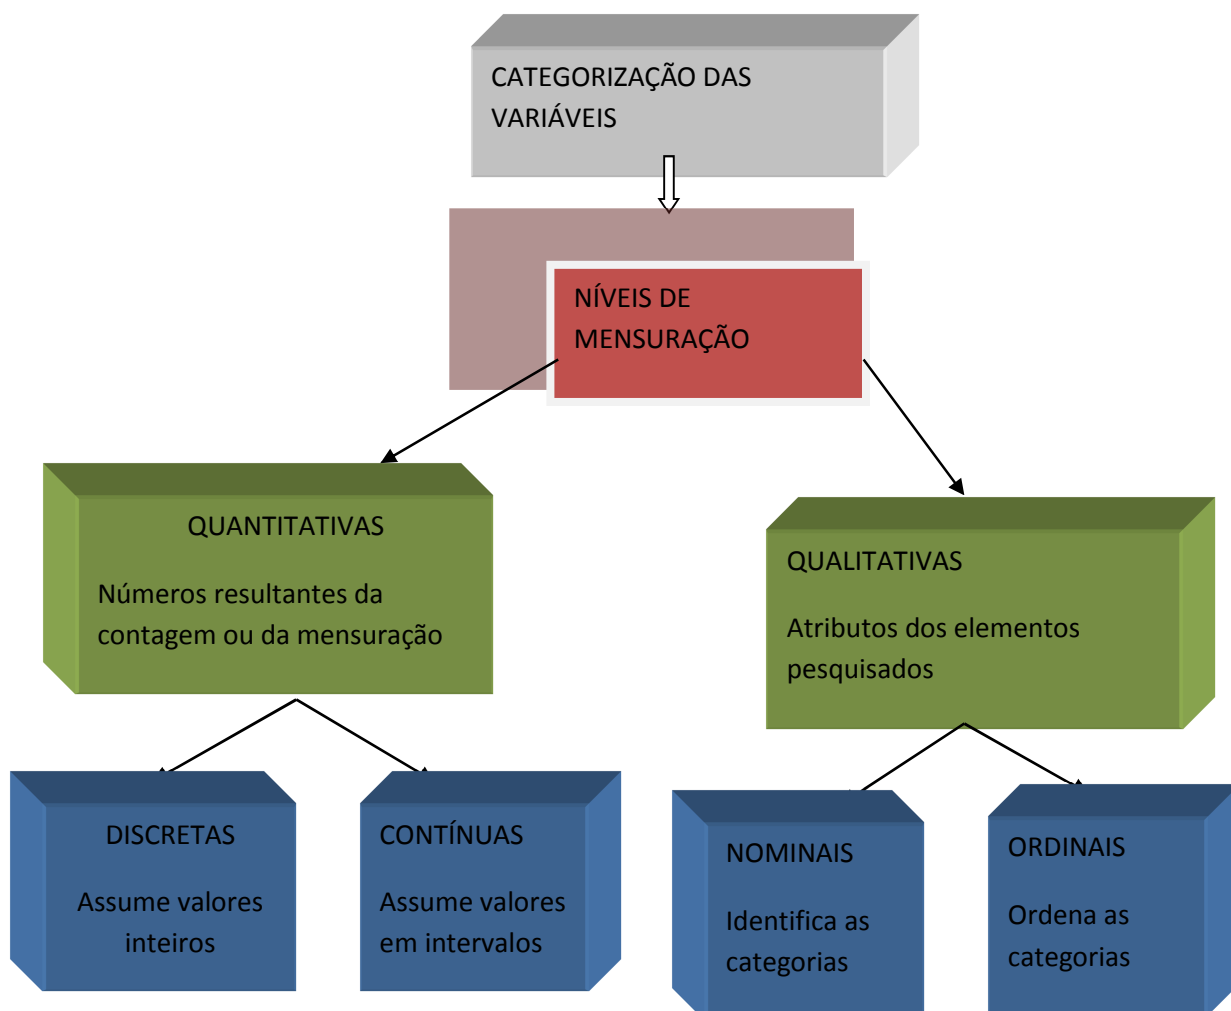 CATEGORIZAÇÃO DAS
VARIÁVEIS
NÍVEIS DE
MENSURAÇÃO
QUANTITATIVAS
Números resultantes da
contagem ou da mensuração
QUALITATIVAS
Atributos dos elementos
pesquisados
DISCRETAS
Assume valores
inteiros
CONTÍNUAS
Assume valores
em intervalos
NOMINAIS
Identifica as
categorias
ORDINAIS
Ordena as
categorias